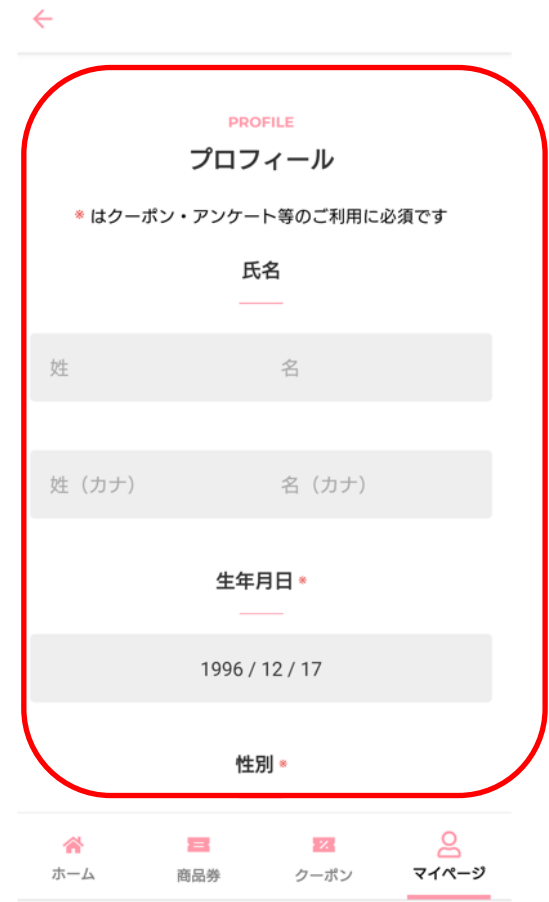 PROFILE
プロフィール
※ はクーポン・アンケート等のご利用に必須です
氏名
姓 名
姓（カナ） 名（カナ）
生年月日 ※
1996 / 12 / 17
性別 ※
ホーム 商品券 クーポン マイページ